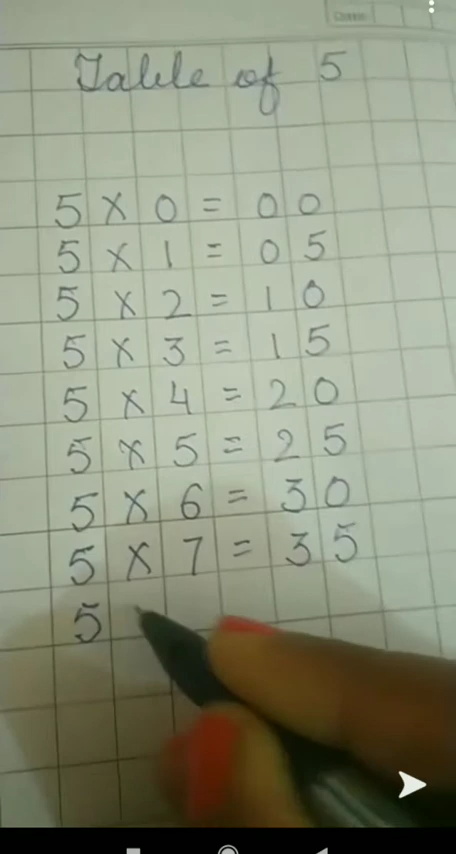 Table of 5
5 × 0 = 00
5 × 1 = 05
5 × 2 = 10
5 × 3 = 15
5 × 4 = 20
5 × 5 = 25
5 × 6 = 30
5 × 7 = 35
5